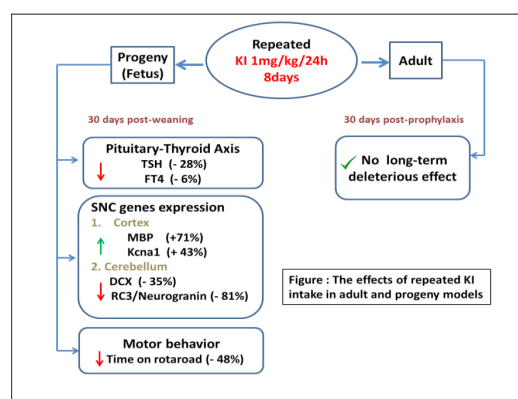 Repeated
KI 1mg/kg/24h
8days
Progeny
(Fetus)
Adult
30 days post-weaning
30 days post-prophylaxis
Pituitary-Thyroid Axis
TSH (- 28%)
FT4 (- 6%)
No long-term
deleterious effect
SNC genes expression
1. Cortex
MBP (+71%)
Kcna1 (+ 43%)
2. Cerebellum
DCX (- 35%)
RC3/Neurogranin (- 81%)
Figure : The effects of repeated KI
intake in adult and progeny models
Motor behavior
Time on rotaroad (- 48%)